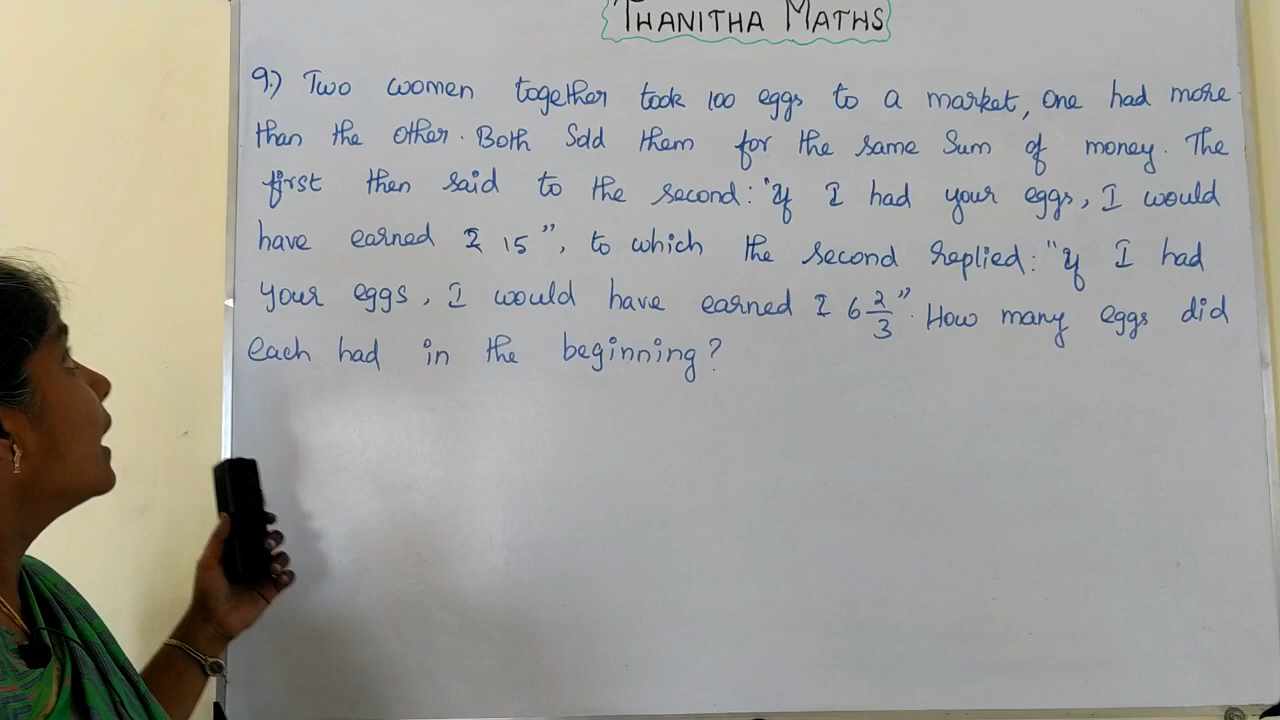 THANITHA MATHS
9.) Two women together took 100 eggs to a market, one had more
than the other. Both Sold them for the same Sum of money. The
first then said to the second: "If I had your eggs, I would
have earned ₹ 15", to which the second replied: "If I had
your eggs, I would have earned ₹ 6 2/3". How many eggs did
each had in the beginning?